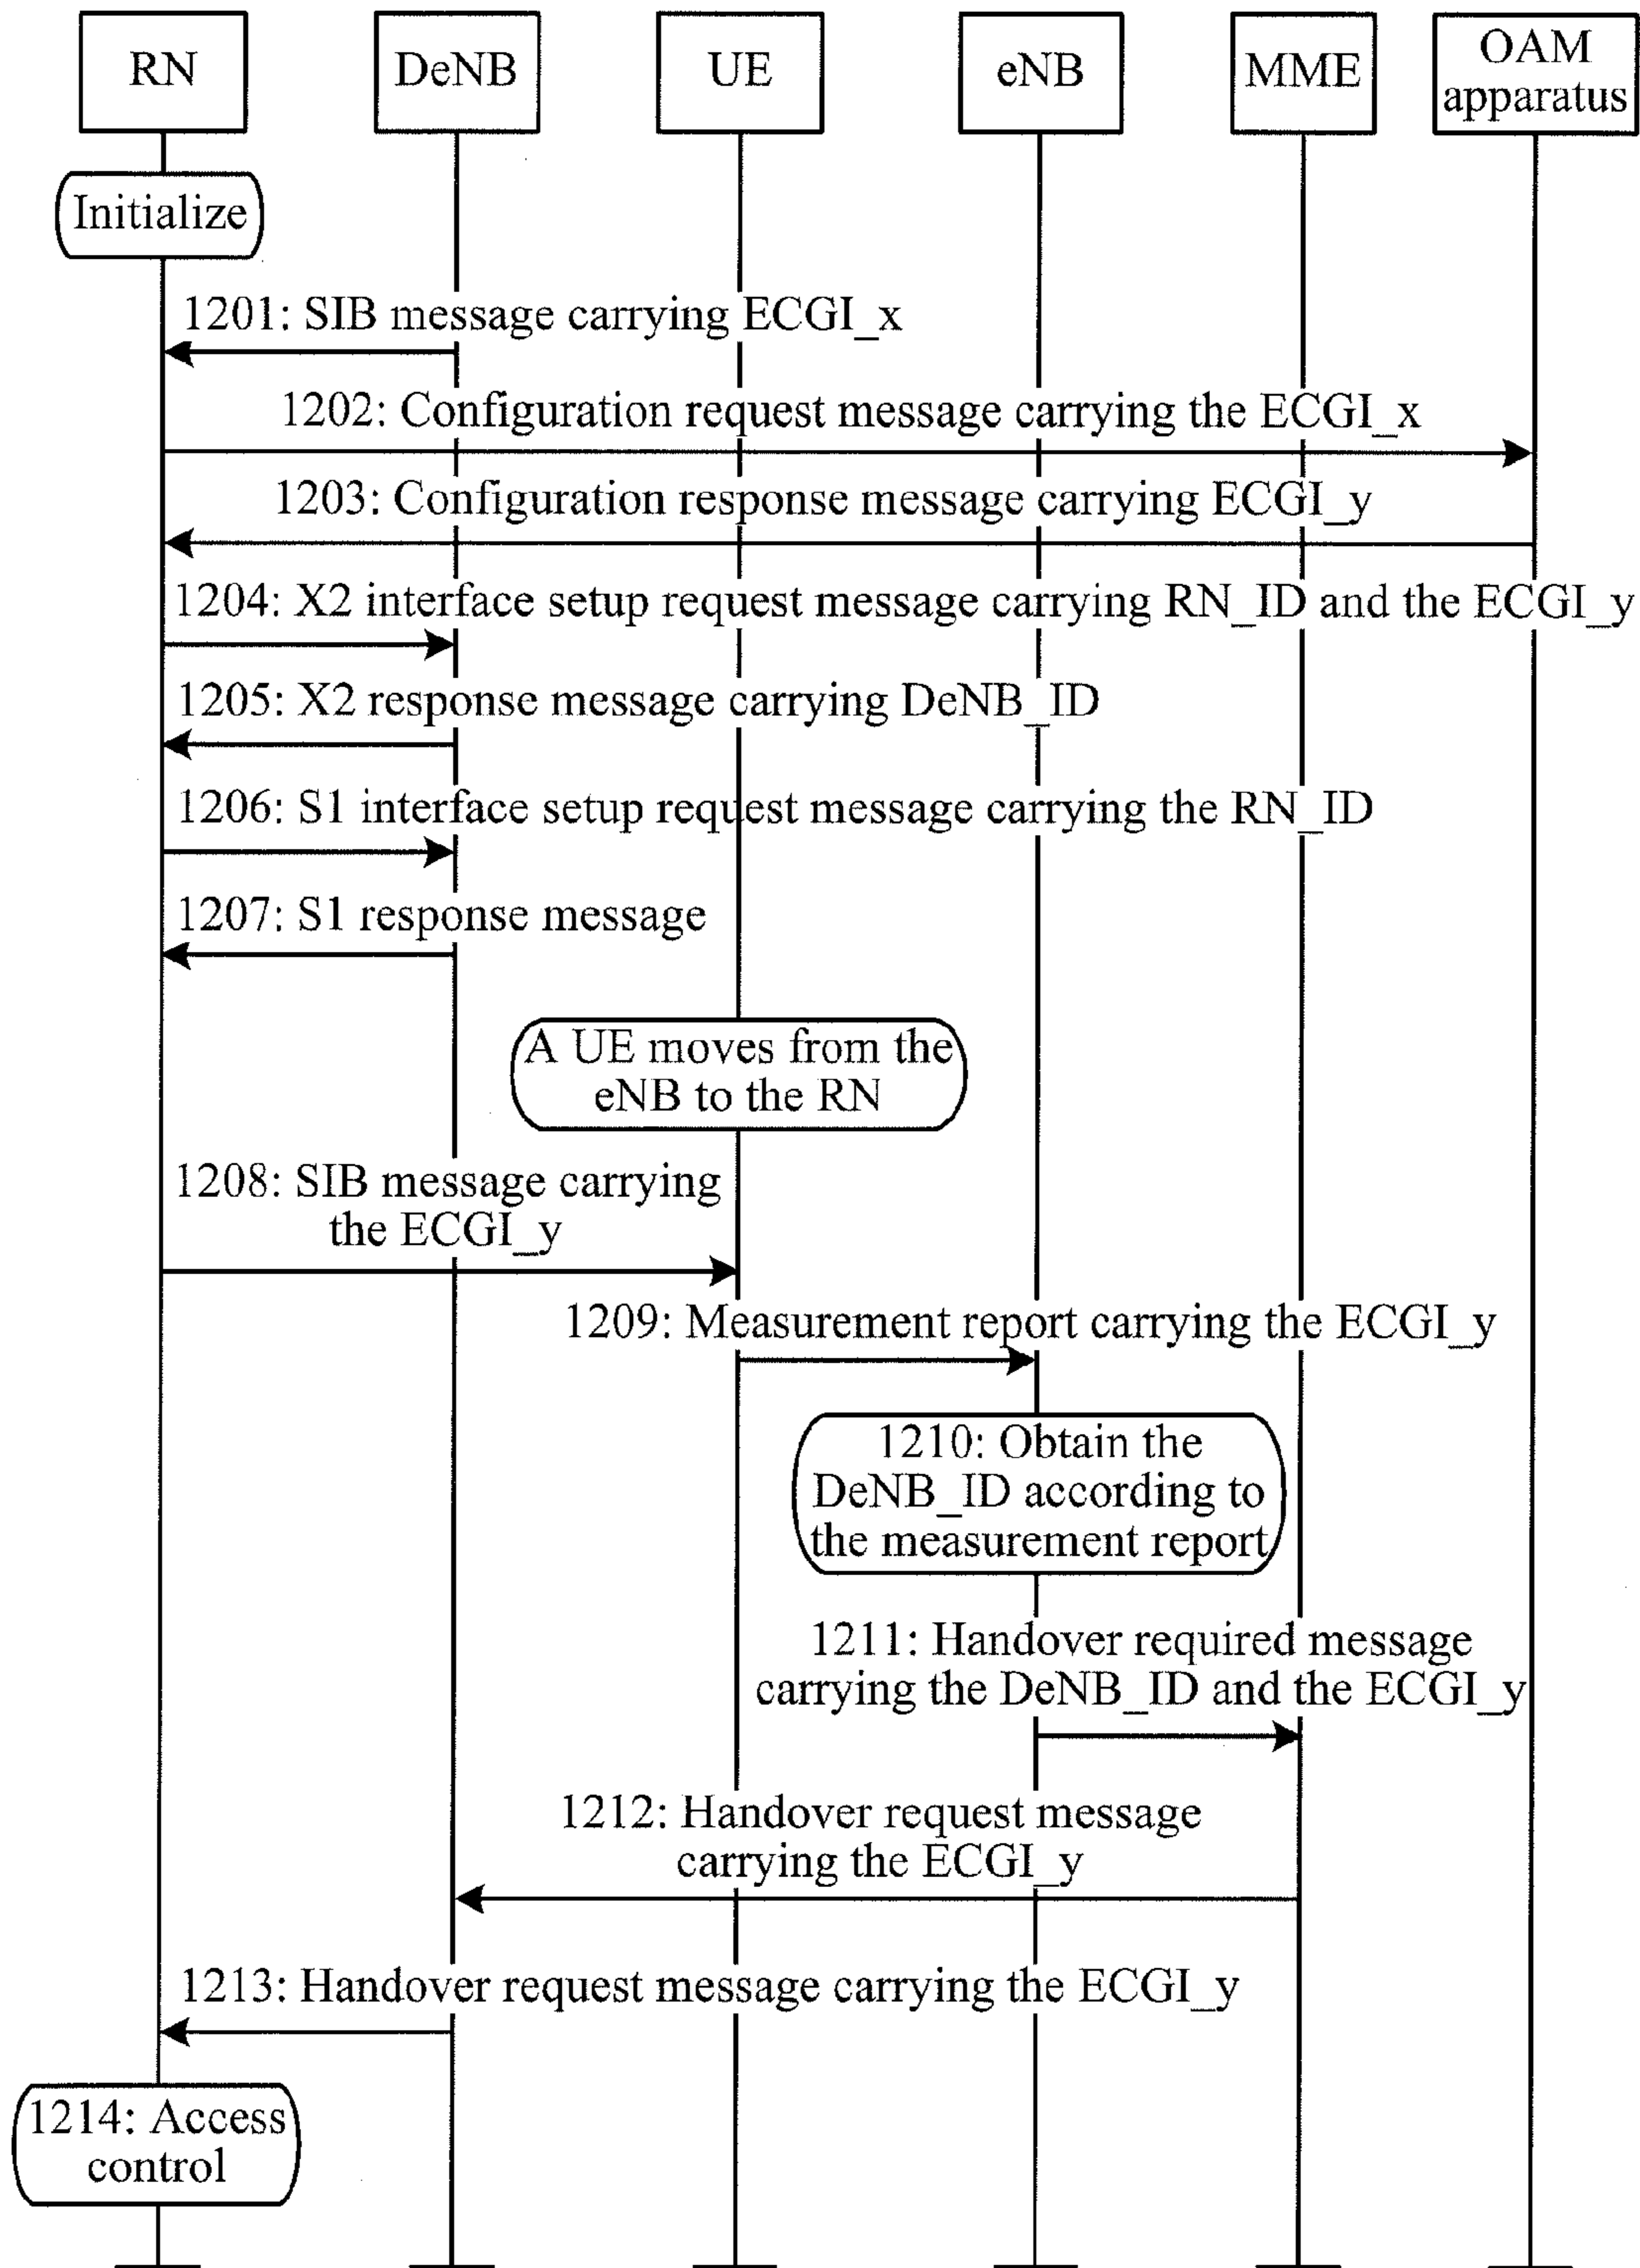 RN
DeNB
UE
eNB
MME
OAM
apparatus
Initialize
1201: SIB message carrying ECGI_x
1202: Configuration request message carrying the ECGI_x
1203: Configuration response message carrying ECGI_y
1204: X2 interface setup request message carrying RN_ID and the ECGI_y
1205: X2 response message carrying DeNB_ID
1206: S1 interface setup request message carrying the RN_ID
1207: S1 response message
A UE moves from the
eNB to the RN
1208: SIB message carrying
the ECGI_y
1209: Measurement report carrying the ECGI_y
1210: Obtain the
DeNB_ID according to
the measurement report
1211: Handover required message
carrying the DeNB_ID and the ECGI_y
1212: Handover request message
carrying the ECGI_y
1213: Handover request message carrying the ECGI_y
1214: Access
control